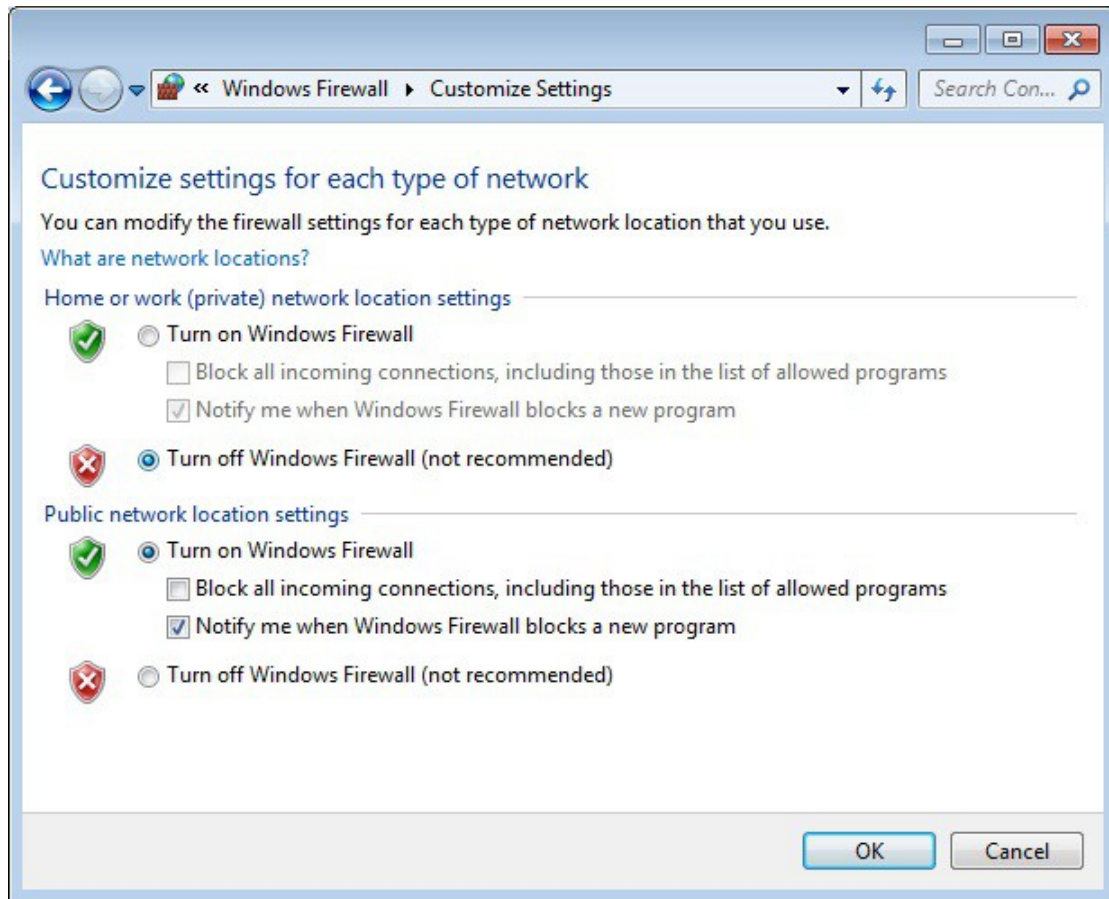 « Windows Firewall ▸ Customize Settings
Search Con...
Customize settings for each type of network
You can modify the firewall settings for each type of network location that you use.
What are network locations?
Home or work (private) network location settings
Turn on Windows Firewall
Block all incoming connections, including those in the list of allowed programs
Notify me when Windows Firewall blocks a new program
Turn off Windows Firewall (not recommended)
Public network location settings
Turn on Windows Firewall
Block all incoming connections, including those in the list of allowed programs
Notify me when Windows Firewall blocks a new program
Turn off Windows Firewall (not recommended)
OK
Cancel